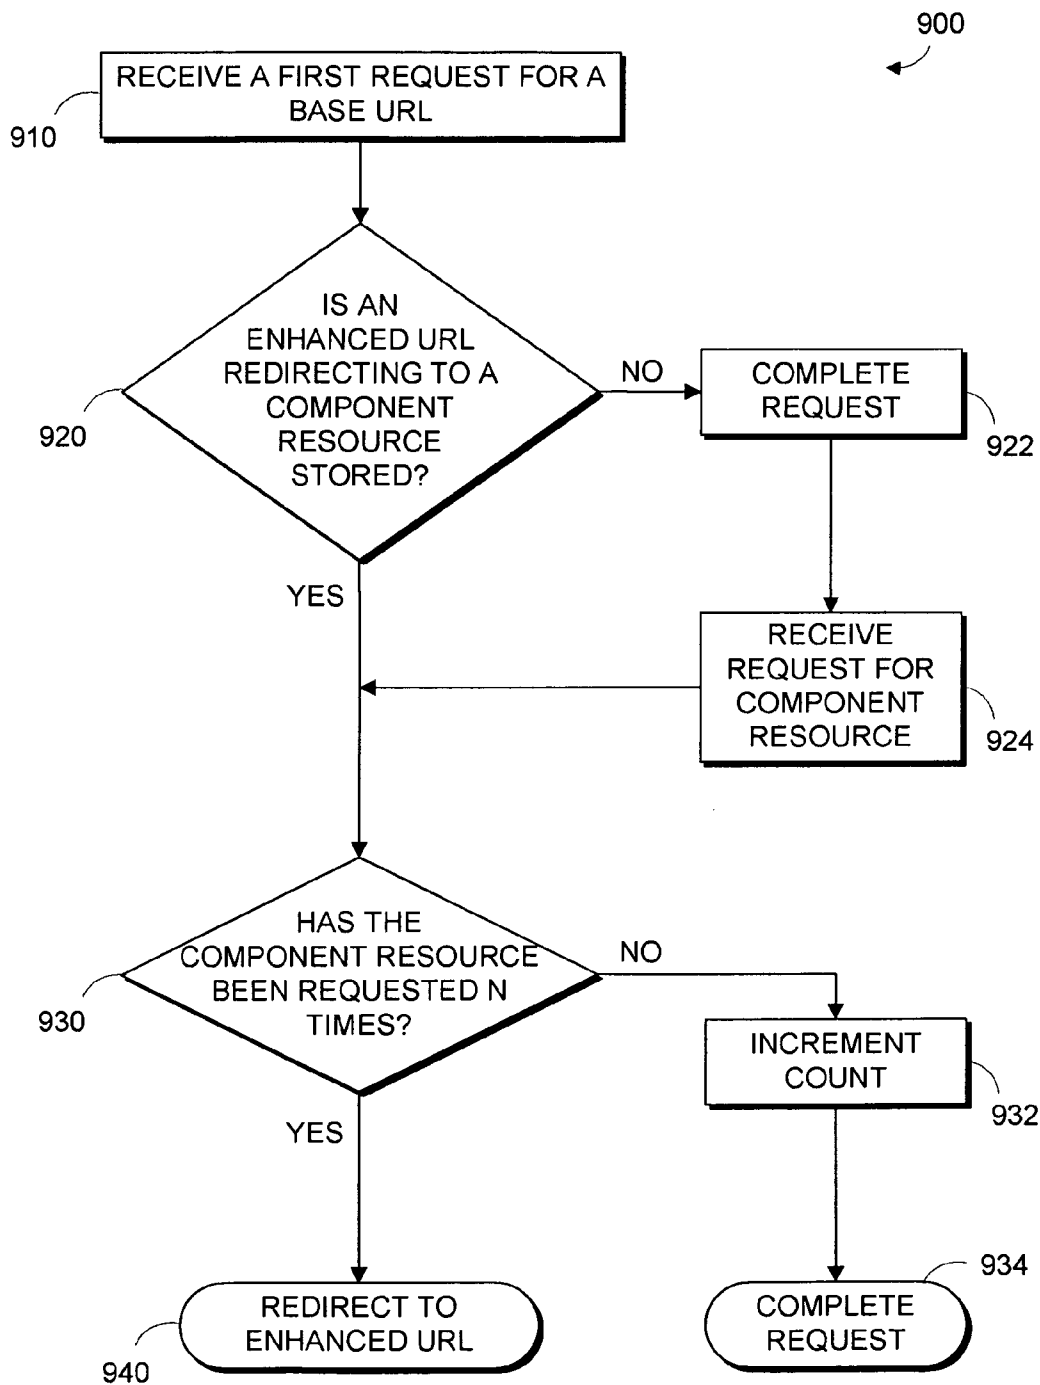 900
RECEIVE A FIRST REQUEST FOR A
BASE URL
910
IS AN
ENHANCED URL
REDIRECTING TO A
COMPONENT
RESOURCE
STORED?
920
NO
COMPLETE
REQUEST
922
YES
RECEIVE
REQUEST FOR
COMPONENT
RESOURCE
924
HAS THE
COMPONENT RESOURCE
BEEN REQUESTED N
TIMES?
930
NO
INCREMENT
COUNT
932
YES
REDIRECT TO
ENHANCED URL
940
COMPLETE
REQUEST
934